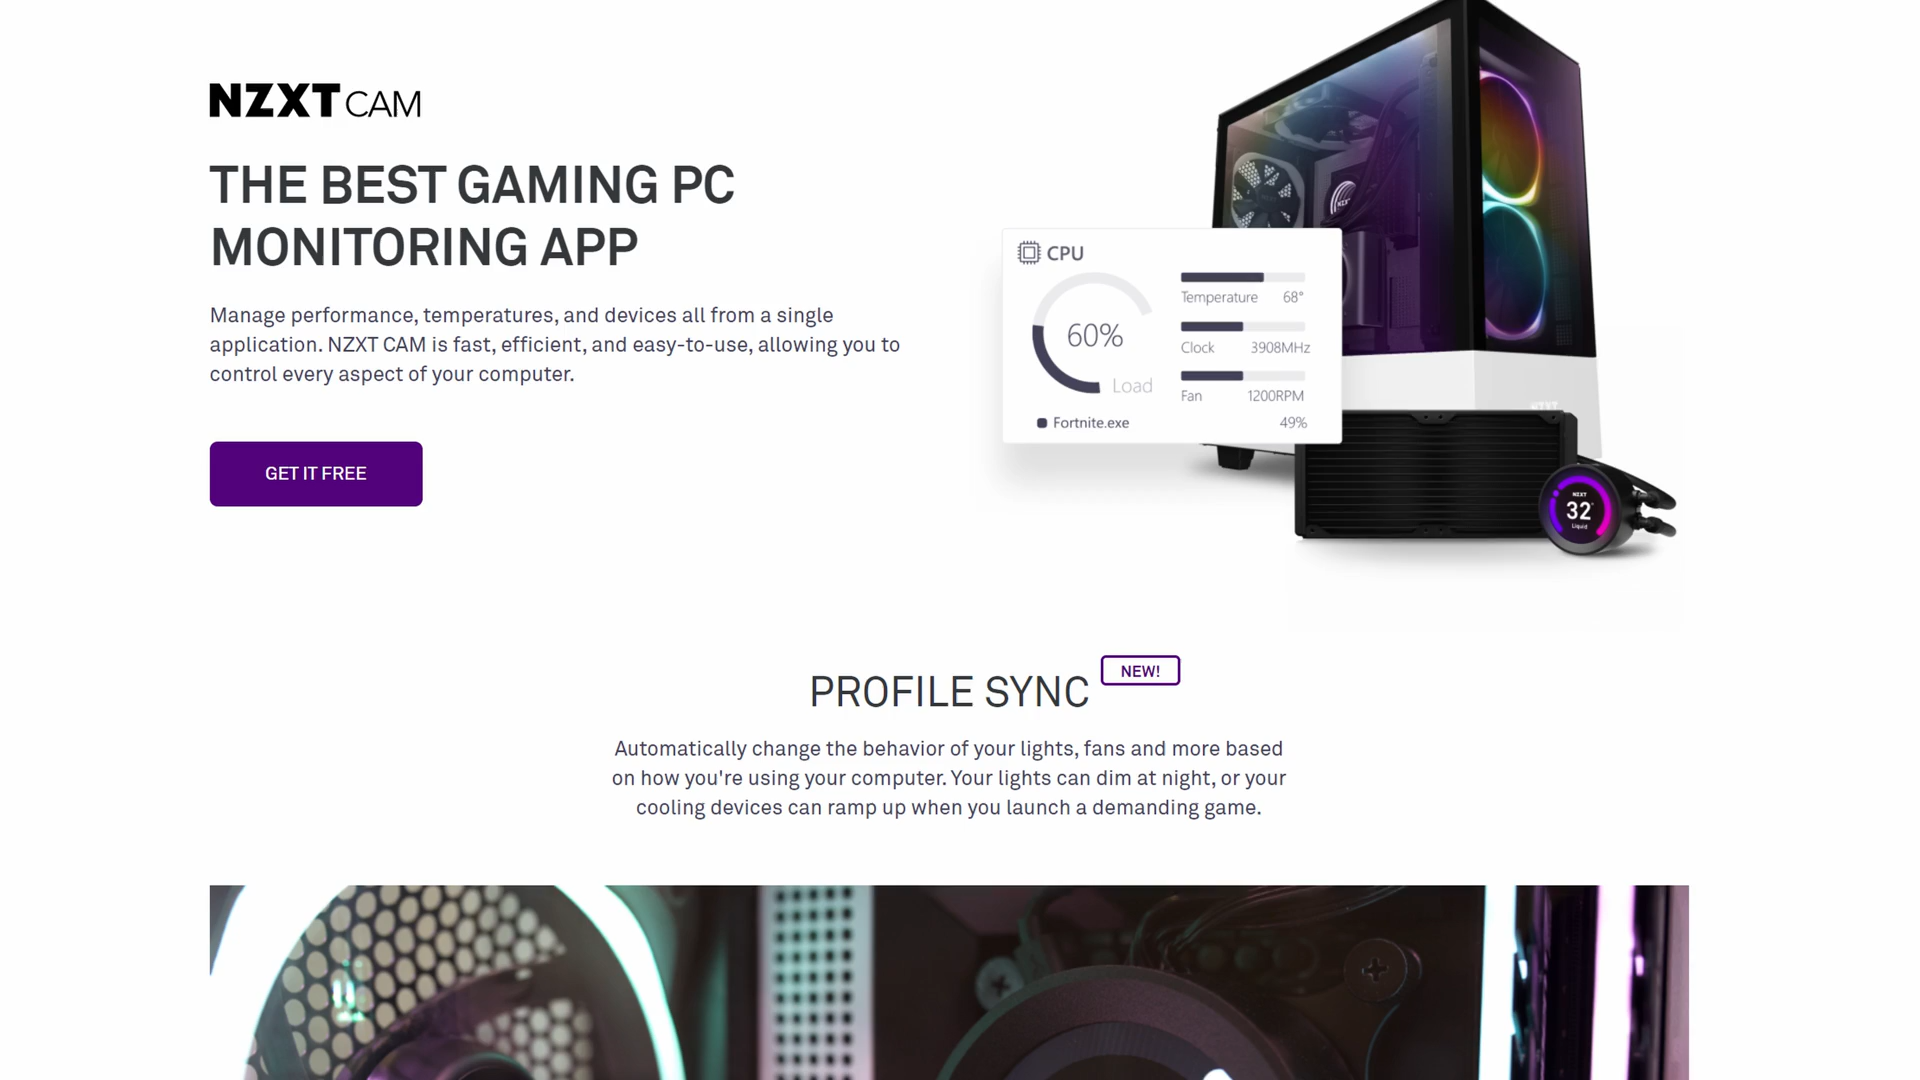 NZXT CAM
THE BEST GAMING PC
MONITORING APP
Manage performance, temperatures, and devices all from a single
application. NZXT CAM is fast, efficient, and easy-to-use, allowing you to
control every aspect of your computer.
GET IT FREE
CPU
60%
Load
Temperature 68°
Clock 3908MHz
Fan 1200RPM
Fortnite.exe 49%
NZXT
NZXT
NZXT
32°
Liquid
PROFILE SYNC
NEW!
Automatically change the behavior of your lights, fans and more based
on how you're using your computer. Your lights can dim at night, or your
cooling devices can ramp up when you launch a demanding game.